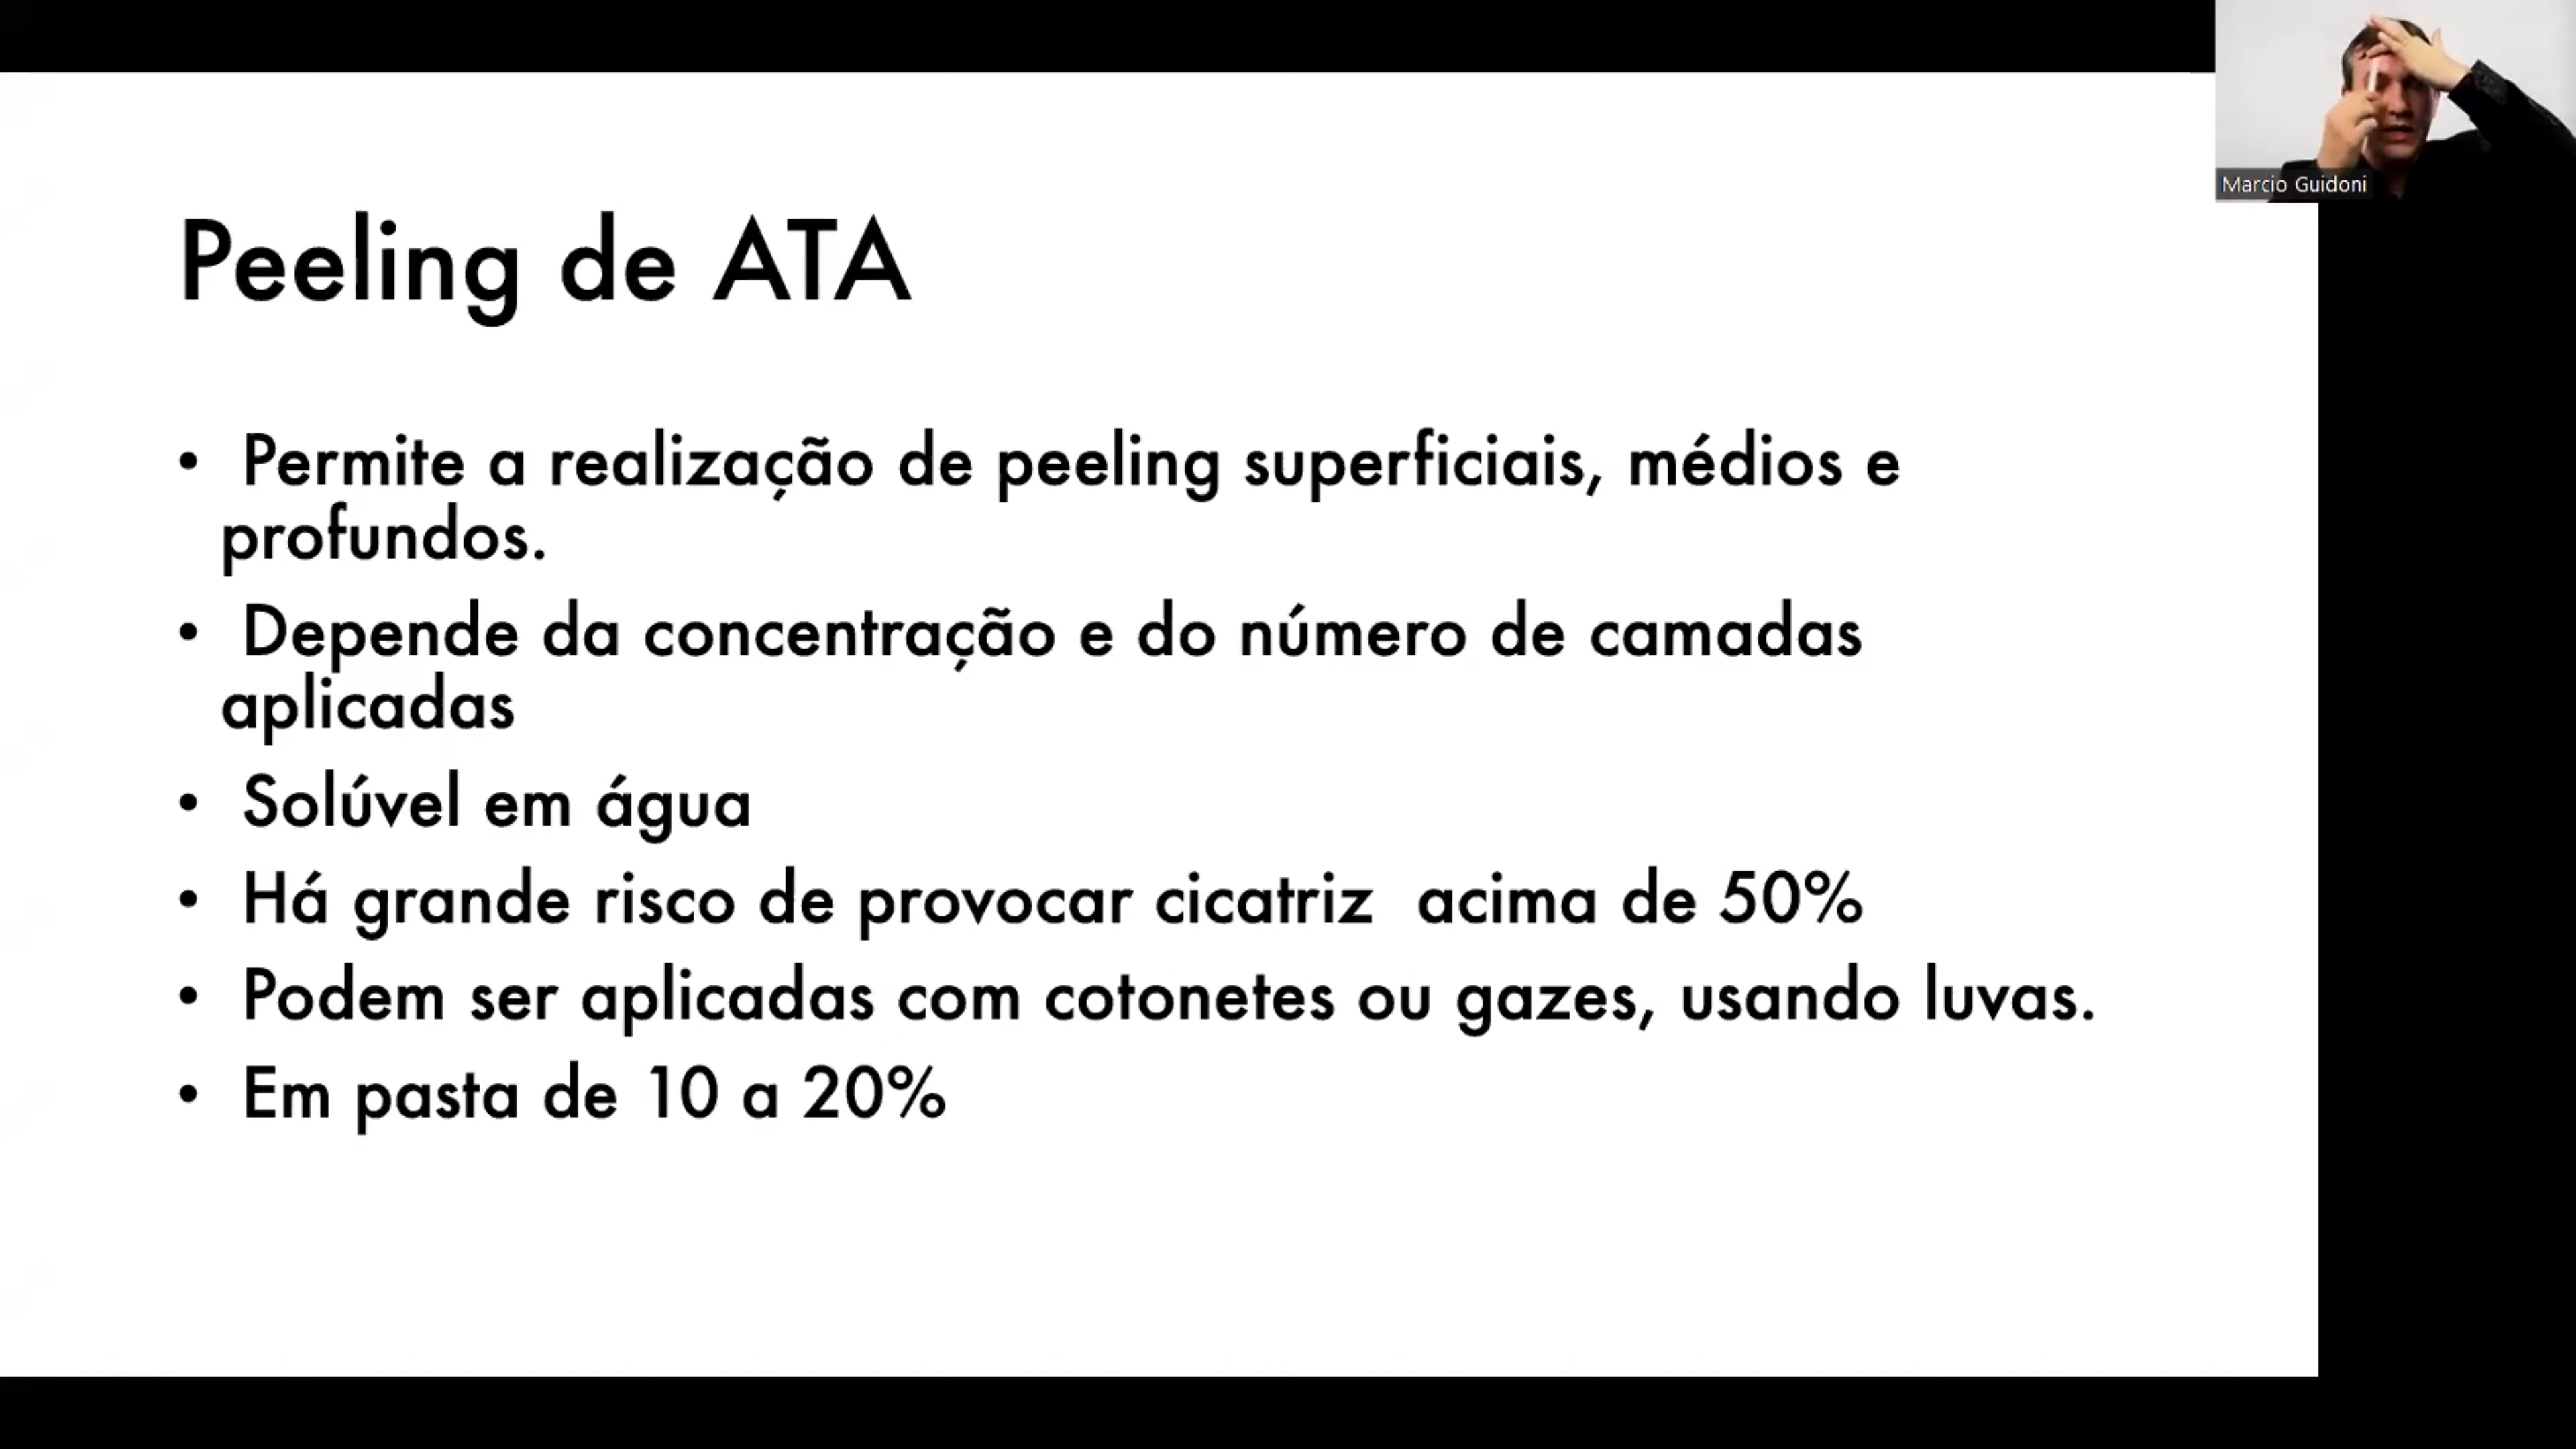 Marcio Guidoni
Peeling de ATA
• Permite a realização de peeling superficiais, médios e
profundos.
• Depende da concentração e do número de camadas
aplicadas
• Solúvel em água
• Há grande risco de provocar cicatriz acima de 50%
• Podem ser aplicadas com cotonetes ou gazes, usando luvas.
• Em pasta de 10 a 20%